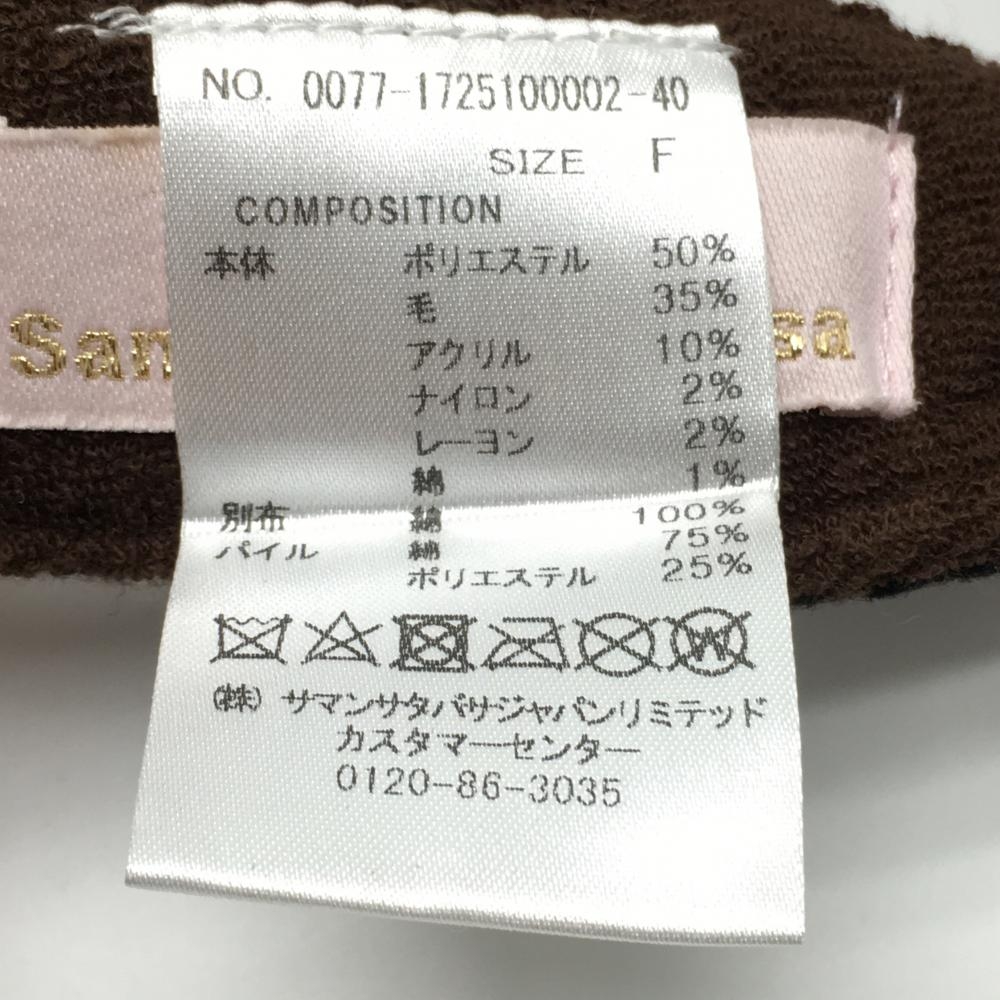 NO. 0077-1725100002-40
SIZE F
COMPOSITION
本体 ポリエステル 50%
毛 35%
アクリル 10%
ナイロン 2%
レーヨン 2%
綿 1%
別布 綿 100%
パイル 綿 75%
ポリエステル 25%
W
㈱ サマンサタバサジャパンリミテッド
カスタマーセンター
0120-86-3035
San
sa